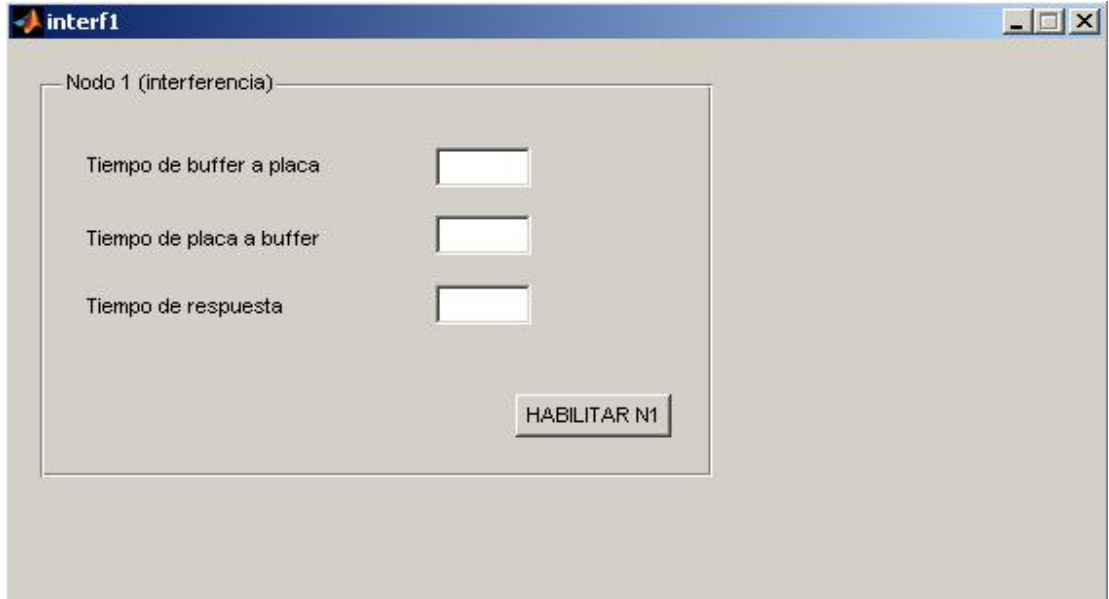 interf1
Nodo 1 (interferencia)
Tiempo de buffer a placa
Tiempo de placa a buffer
Tiempo de respuesta
HABILITAR N1